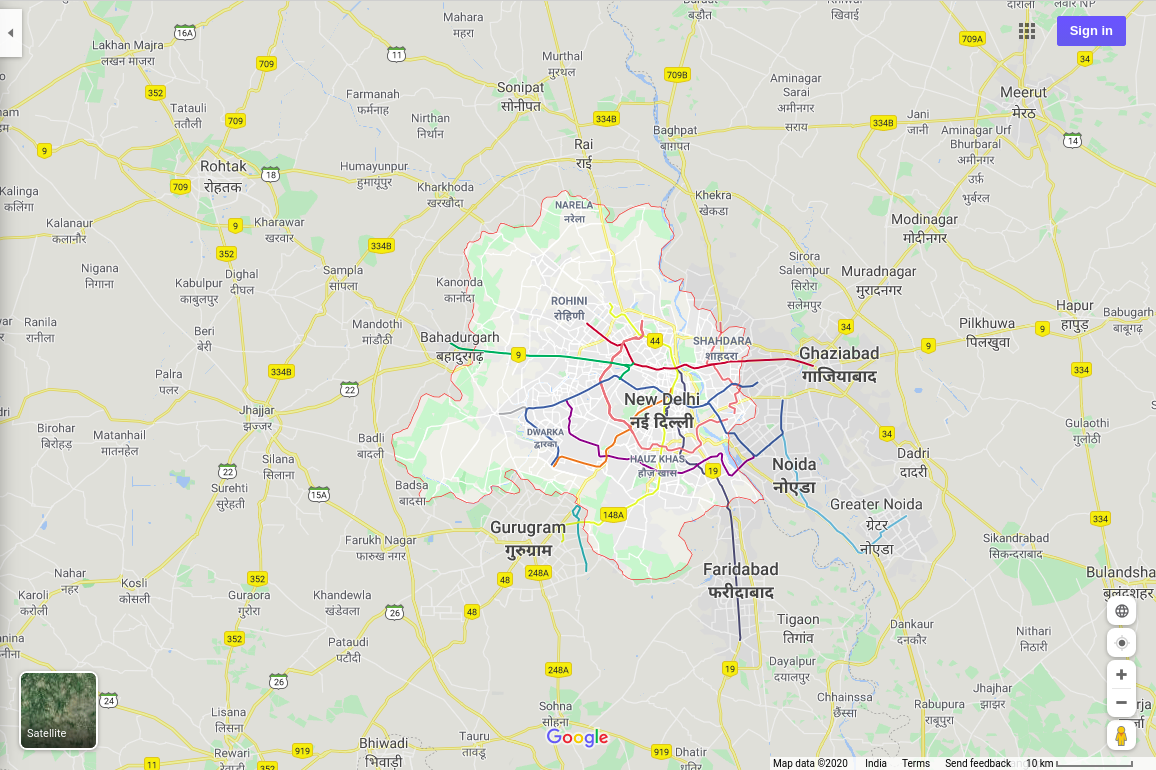 वीर NP
Mahara
महरा
बड़ौत
खिवाई
दौराला
16A
Sign in
709A
Lakhan Majra
लखन माजरा
11
Murthal
मुरथल
709
34
709B
Sonipat
सोनीपत
Aminagar
Sarai
अमीनगर
सराय
Meerut
मेरठ
352
Farmanah
फर्मनाह
Tatauli
ततौली
709
Nirthan
निर्थान
334B
334B
Jani
जानी
Baghpat
बागपत
Aminagar Urf
Bhurbaral
अमीनगर
उर्फ़
भुर्बरल
14
9
Rai
राई
Rohtak
रोहतक
18
Humayunpur
हुमायूंपुर
709
Kharkhoda
खरखौदा
Khekra
खेकडा
Kalinga
कलिंगा
NARELA
नरेला
Kalanaur
कलानौर
9
Kharawar
खरवार
Modinagar
मोदीनगर
334B
352
Sirora
Salempur
सिरोरा
सलेमपुर
Nigana
निगाना
Dighal
दीघल
Sampla
सांपला
Muradnagar
मुरादनगर
Kabulpur
काबुलपुर
Kanonda
कानोंदा
ROHINI
रोहिणी
Hapur
हापुड़
Babugarh
बाबूगढ़
Ranila
रानीला
Beri
बेरी
Mandothi
मांडोठी
Bahadurgarh
बहादुरगढ़
44
34
Pilkhuwa
पिलखुवा
9
SHAHDARA
शाहदरा
9
Ghaziabad
गाजियाबाद
9
Palra
पलर
334B
334
22
New Delhi
नई दिल्ली
Jhajjar
झज्जर
Birohar
बिरोहड़
Matanhail
मातनहेल
Badli
बादली
DWARKA
द्वारका
34
Gulaothi
गुलोठी
Silana
सिलाना
22
HAUZ KHAS
हौज़ खास
19
Noida
नोएडा
Dadri
दादरी
Surehti
सुरेहती
15A
Badsa
बादसा
Greater Noida
ग्रेटर
नोएडा
148A
334
Gurugram
गुरुग्राम
Farukh Nagar
फारुख नगर
Sikandrabad
सिकन्दराबाद
Nahar
नहर
Kosli
कोसली
352
48
248A
Faridabad
फरीदाबाद
Bulandsha
बुलंदशहर
Karoli
करोली
Guraora
गुरोरा
Khandewla
खंडेवला
26
48
Tigaon
तिगांव
352
Pataudi
पटौदी
Dankaur
दनकौर
Nithari
निठारी
248A
19
Dayalpur
दयालपुर
26
24
Chhainssa
छैंस्सा
Jhajhar
झाझर
Rabupura
राबूपुरा
Lisana
लिसना
Sohna
सोहना
Satellite
Tauru
तावडू
Google
Bhiwadi
भिवाड़ी
Rewari
रेवाड़ी
919
919
Dhatir
धतिर
11
352
Map data ©2020
India
Terms
Send feedback
10 km